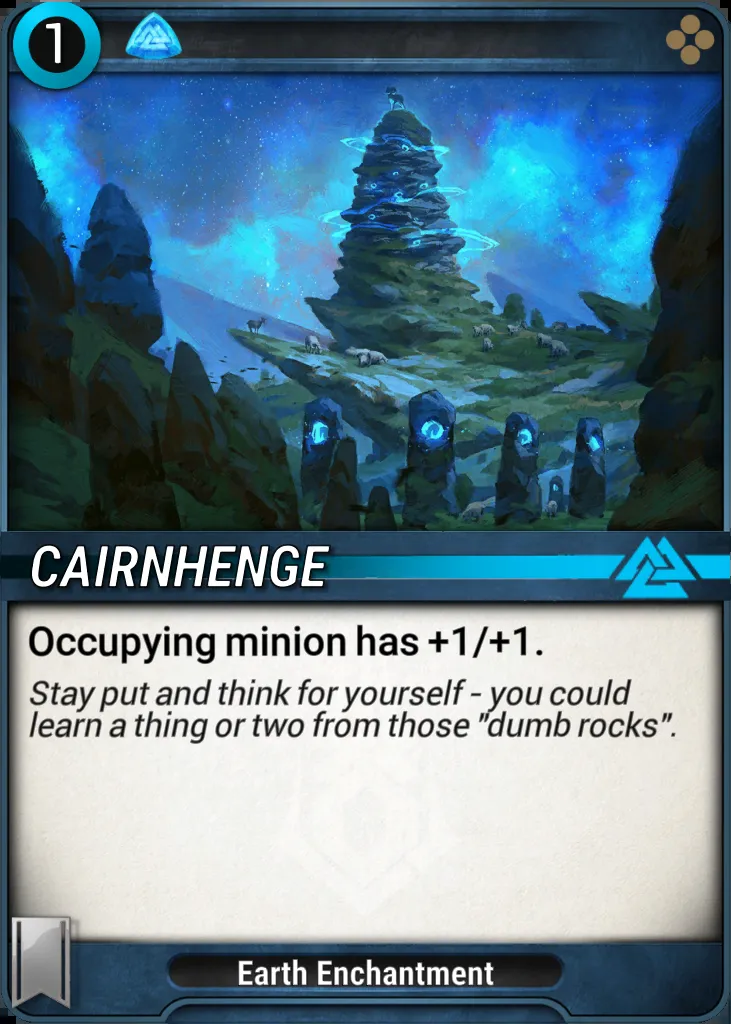 1
CAIRNHENGE
Occupying minion has +1/+1.
Stay put and think for yourself - you could
learn a thing or two from those "dumb rocks".
Earth Enchantment